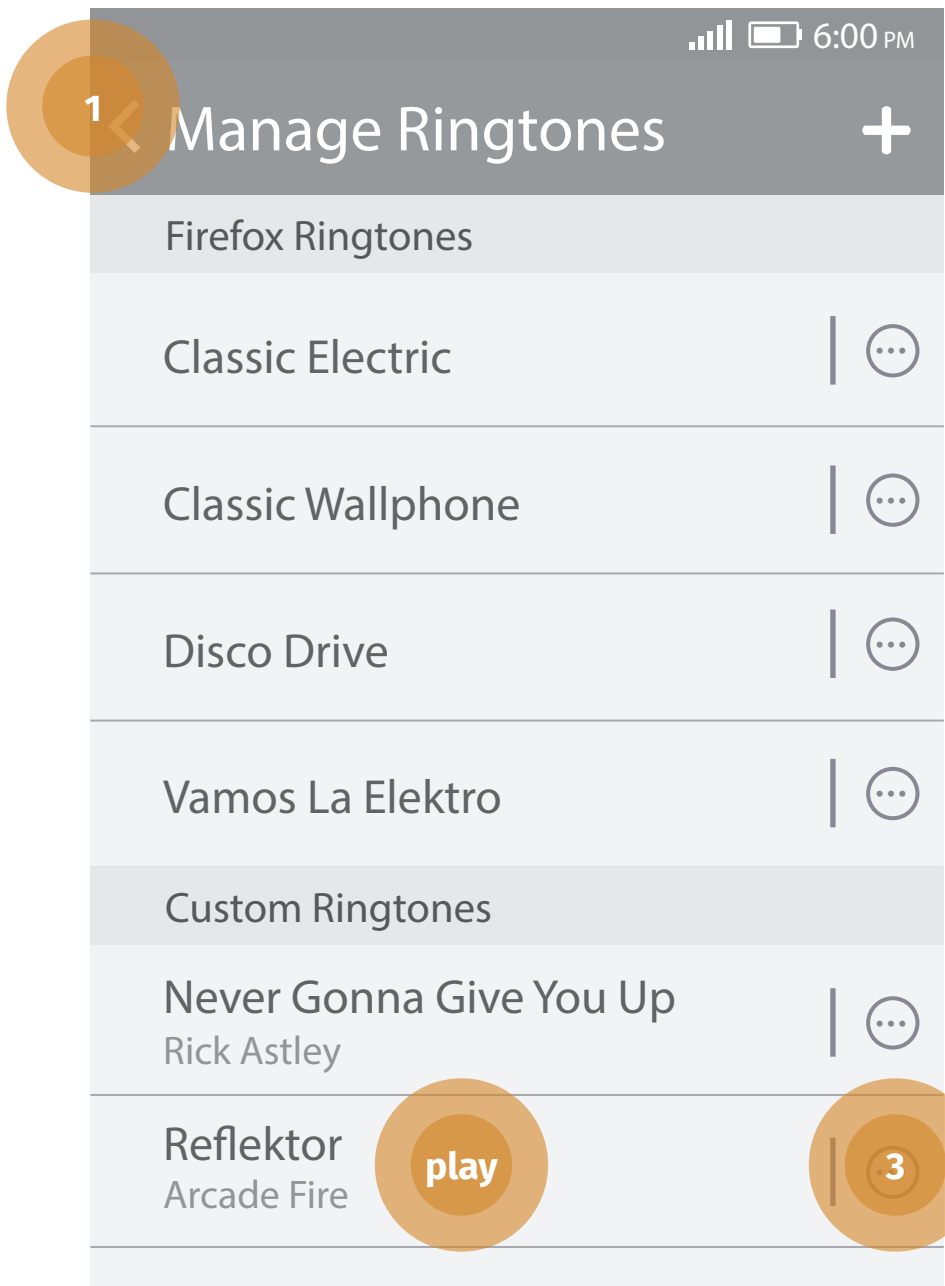 6:00 PM
1
Manage Ringtones
Firefox Ringtones
Classic Electric
Classic Wallphone
Disco Drive
Vamos La Elektro
Custom Ringtones
Never Gonna Give You Up
Rick Astley
Reflektor
Arcade Fire
play
3